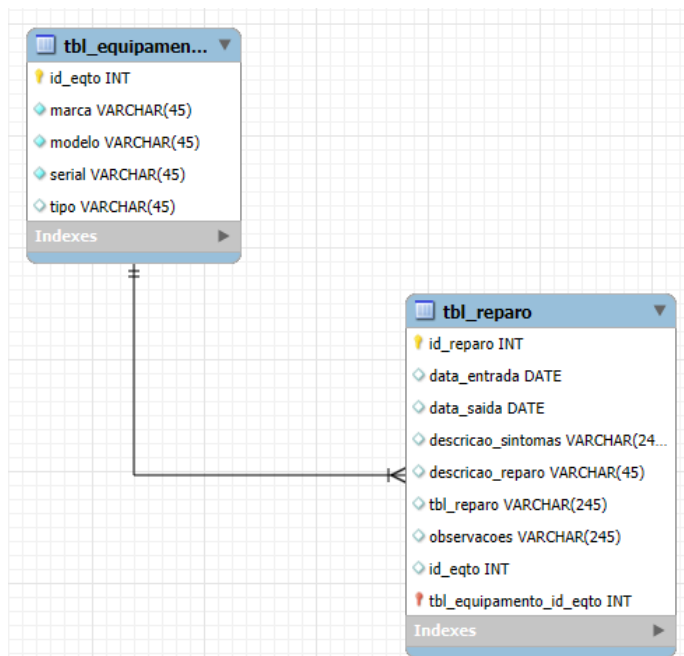 tbl_equipamen...
id_eqto INT
marca VARCHAR(45)
modelo VARCHAR(45)
serial VARCHAR(45)
tipo VARCHAR(45)
Indexes
tbl_reparo
id_reparo INT
data_entrada DATE
data_saida DATE
descricao_sintomas VARCHAR(24...
descricao_reparo VARCHAR(45)
tbl_reparo VARCHAR(245)
observacoes VARCHAR(245)
id_eqto INT
tbl_equipamento_id_eqto INT
Indexes